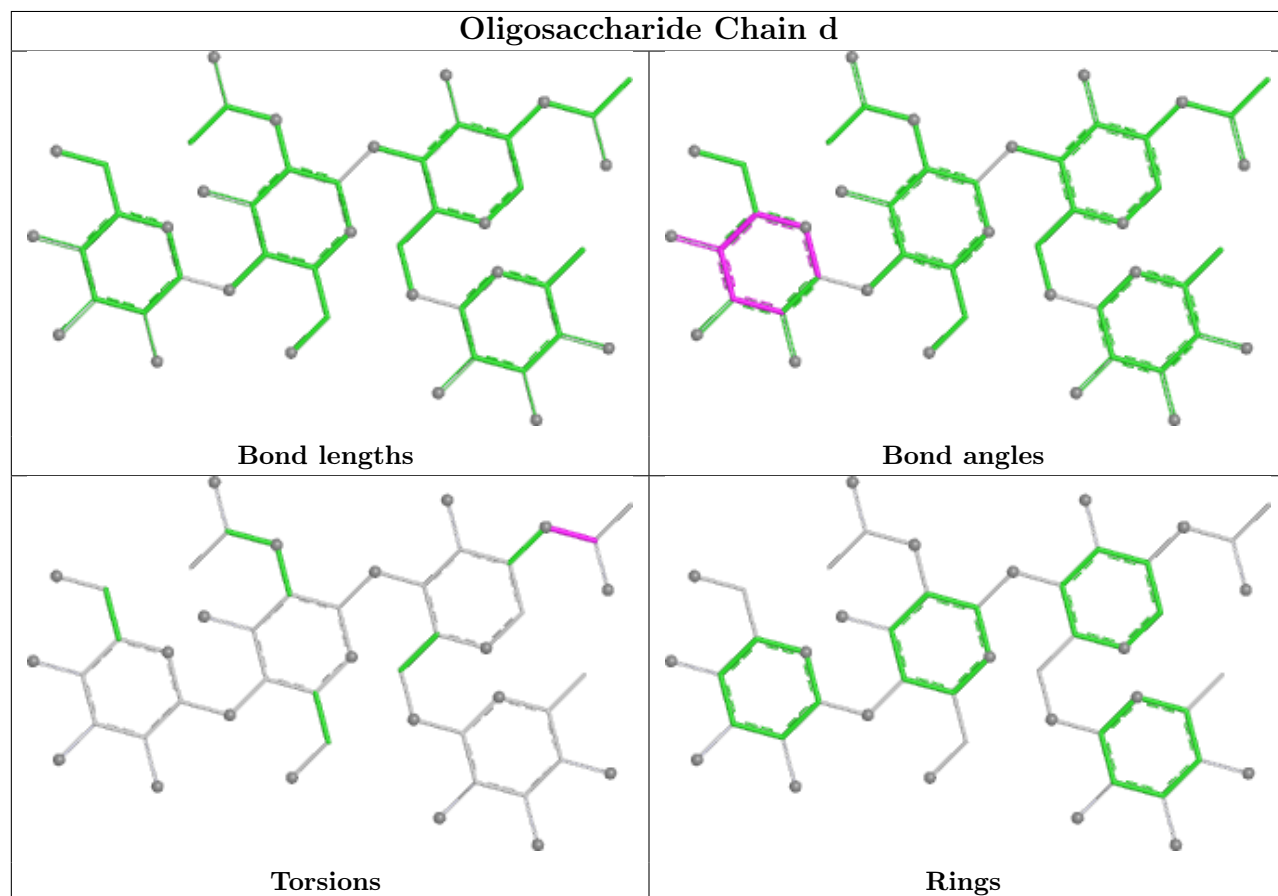 Oligosaccharide Chain d
Bond lengths
Bond angles
Torsions
Rings